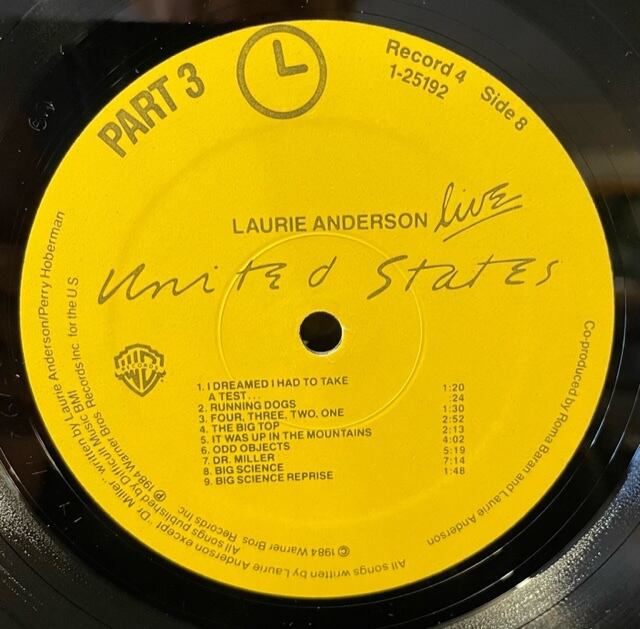 PART 3
Record 4 Side 8
1-25192
LAURIE ANDERSON live
United States
1. I DREAMED I HAD TO TAKE
A TEST... 1:20
2. RUNNING DOGS :24
3. FOUR, THREE, TWO, ONE 1:30
4. THE BIG TOP 2:52
5. IT WAS UP IN THE MOUNTAINS 2:13
6. ODD OBJECTS 4:02
7. DR. MILLER 5:19
8. BIG SCIENCE 7:14
9. BIG SCIENCE REPRISE 1:48
WB
RECORDS
Co-produced by Roma Baran and Laurie Anderson
All songs written by Laurie Anderson except "Dr. Miller" written by Laurie Anderson/Perry Hoberman
All songs published by Difficult Music BMI
℗ 1984 Warner Bros Records Inc. for the U S
© 1984 Warner Bros Records Inc